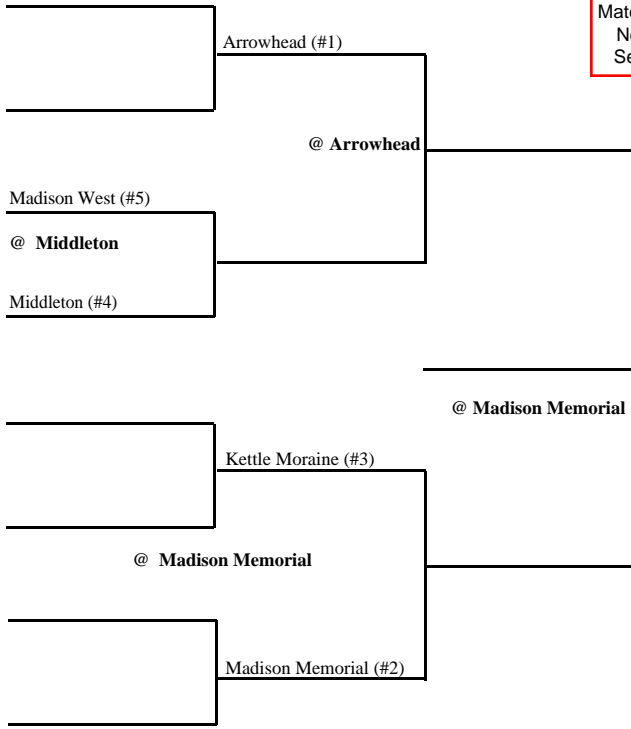 Arrowhead (#1)
@ Arrowhead
Madison West (#5)
@ Middleton
Middleton (#4)
@ Madison Memorial
Kettle Moraine (#3)
@ Madison Memorial
Madison Memorial (#2)